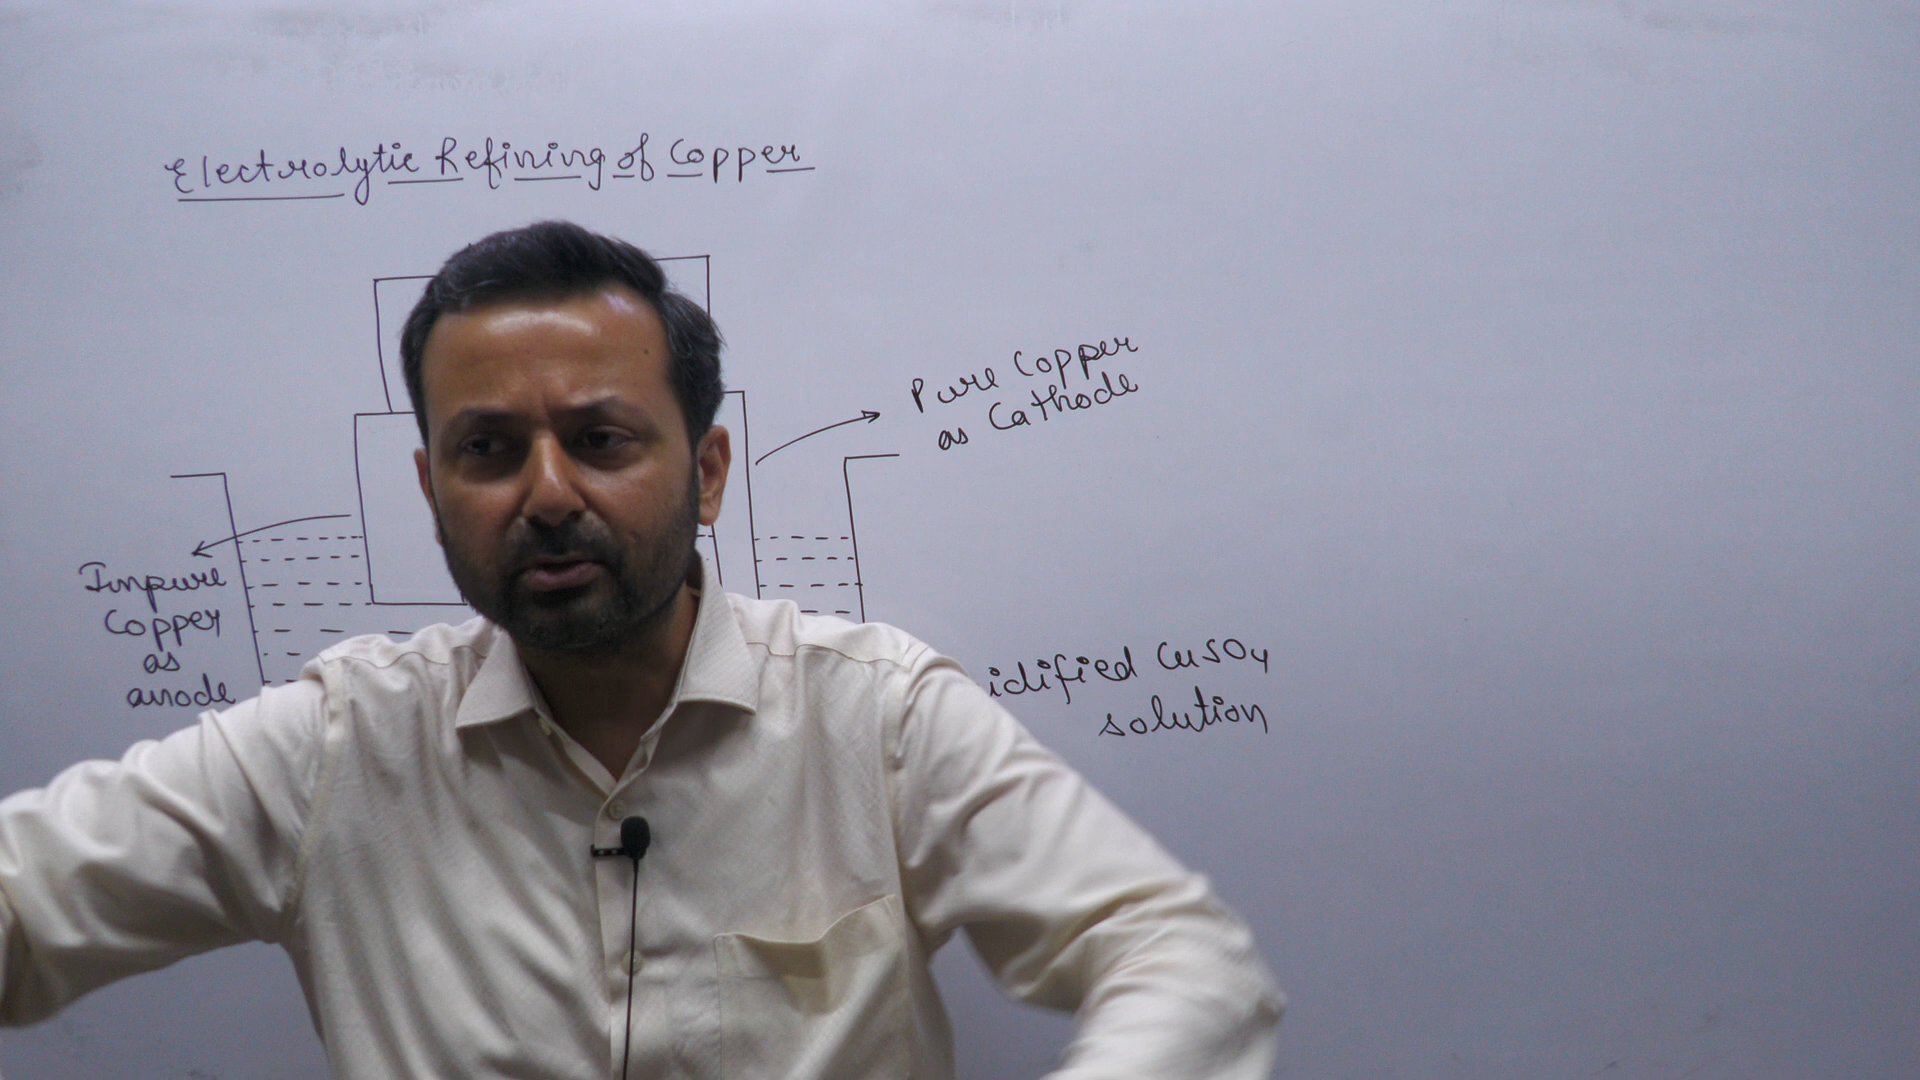 Electrolytic Refining of Copper
Pure Copper
as Cathode
Impure
Copper
as
anode
idified CuSO4
solution